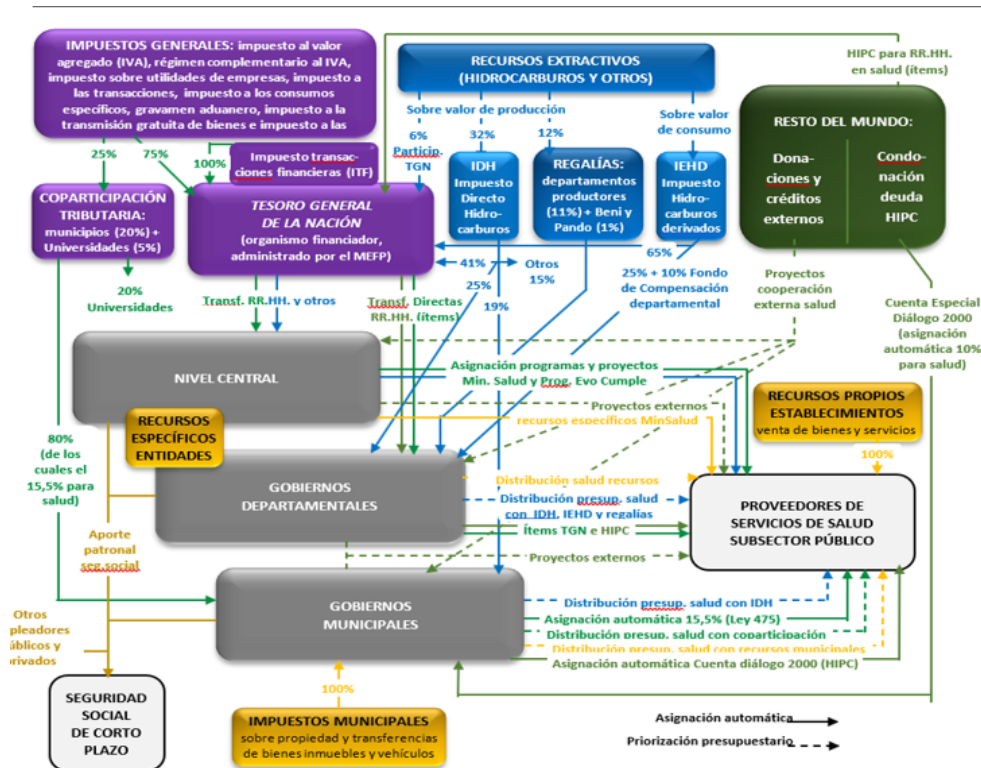 IMPUESTOS GENERALES: impuesto al valor
agregado (IVA), régimen complementario al IVA,
impuesto sobre utilidades de empresas, impuesto a
las transacciones, impuesto a los consumos
específicos, gravamen aduanero, impuesto a la
transmisión gratuita de bienes e impuesto a las
RECURSOS EXTRACTIVOS
(HIDROCARBUROS Y OTROS)
HIPC para RR.HH.
en salud (ítems)
Sobre valor de producción
Sobre valor
de consumo
6%
Particip.
TGN
32%
12%
25%
75%
100%
Impuesto transac-
ciones financieras (ITF)
RESTO DEL MUNDO:
Dona-
ciones y
créditos
externos
Condo-
nación
deuda
HIPC
IDH
Impuesto
Directo
Hidro-
carburos
REGALÍAS:
departamentos
productores
(11%) + Beni y
Pando (1%)
IEHD
Impuesto
Hidro-
carburos
derivados
COPARTICIPACIÓN
TRIBUTARIA:
municipios (20%) +
Universidades (5%)
TESORO GENERAL
DE LA NACIÓN
(organismo financiador,
administrado por el MEFP)
65%
41%
Otros
15%
25%
19%
25% + 10% Fondo
de Compensación
departamental
Proyectos
cooperación
externa salud
20%
Universidades
Transf. RR.HH. y otros
Transf. Directas
RR.HH. (ítems)
Cuenta Especial
Diálogo 2000
(asignación
automática 10%
para salud)
NIVEL CENTRAL
Asignación programas y proyectos
Min. Salud y Prog. Evo Cumple
Proyectos externos
recursos específicos MinSalud
RECURSOS PROPIOS
ESTABLECIMIENTOS
venta de bienes y servicios
100%
RECURSOS
ESPECÍFICOS
ENTIDADES
80%
(de los
cuales el
15,5% para
salud)
GOBIERNOS
DEPARTAMENTALES
Distribución salud recursos
Distribución presup. salud
con IDH, IEHD y regalías
Ítems TGN e HIPC
Proyectos externos
PROVEEDORES DE
SERVICIOS DE SALUD
SUBSECTOR PÚBLICO
Aporte
patronal
seg.social
GOBIERNOS
MUNICIPALES
Distribución presup. salud con IDH
Asignación automática 15,5% (Ley 475)
Distribución presup. salud con coparticipación
Distribución presup. salud con recursos municipales
Asignación automática Cuenta diálogo 2000 (HIPC)
Otros
pleadores
úblicos y
rivados
100%
SEGURIDAD
SOCIAL
DE CORTO
PLAZO
IMPUESTOS MUNICIPALES
sobre propiedad y transferencias
de bienes inmuebles y vehículos
Asignación automática
Priorización presupuestario